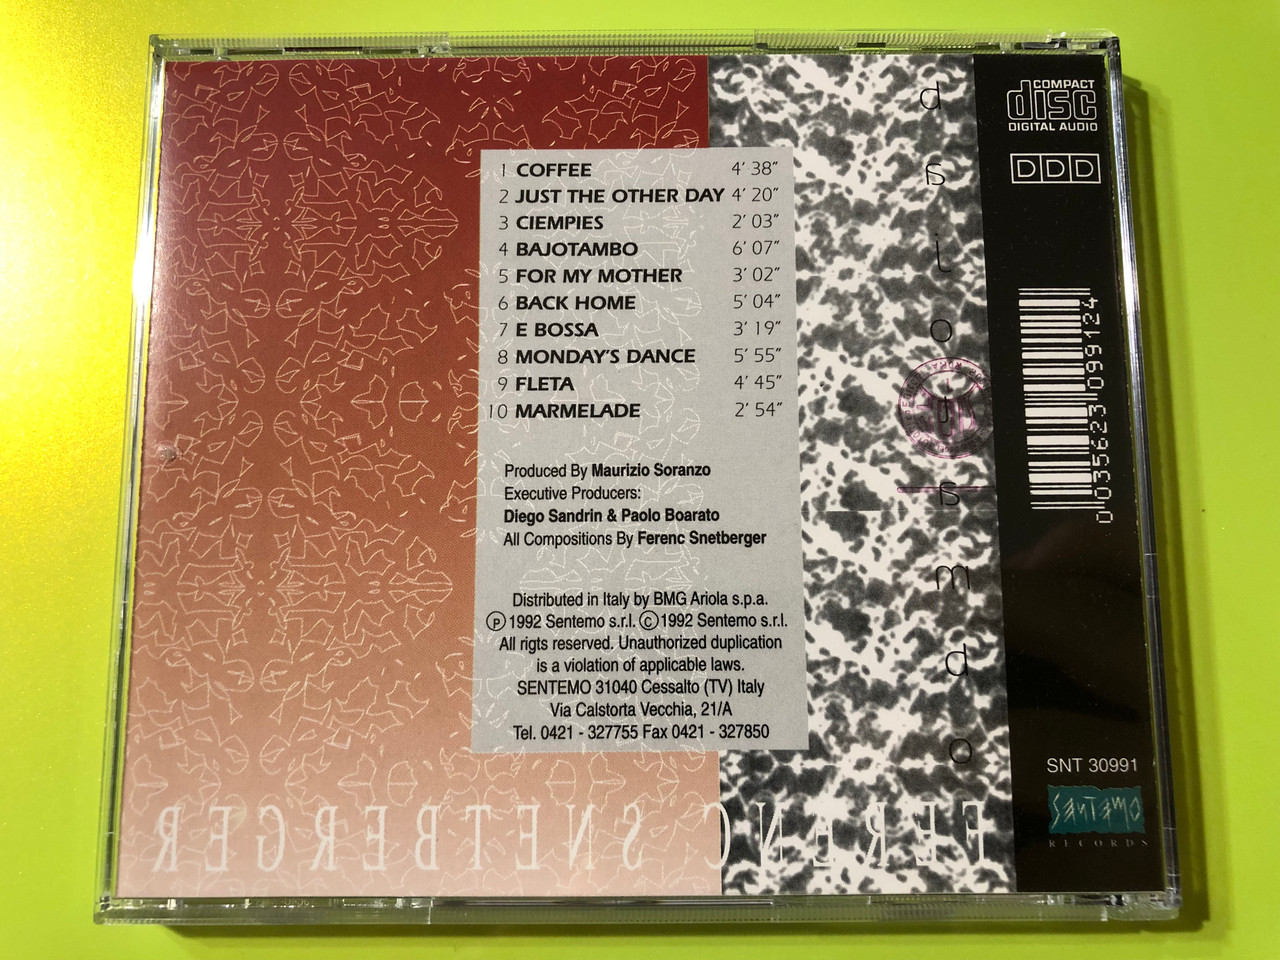 1 COFFEE 4' 38"
2 JUST THE OTHER DAY 4' 20"
3 CIEMPIES 2' 03"
4 BAJOTAMBO 6' 07"
5 FOR MY MOTHER 3' 02"
6 BACK HOME 5' 04"
7 E BOSSA 3' 19"
8 MONDAY'S DANCE 5' 55"
9 FLETA 4' 45"
10 MARMELADE 2' 54"
Produced By Maurizio Soranzo
Executive Producers:
Diego Sandrin & Paolo Boarato
All Compositions By Ferenc Snetberger
Distributed in Italy by BMG Ariola s.p.a.
Ⓟ 1992 Sentemo s.r.l. © 1992 Sentemo s.r.l.
All rigts reserved. Unauthorized duplication
is a violation of applicable laws.
SENTEMO 31040 Cessalto (TV) Italy
Via Calstorta Vecchia, 21/A
Tel. 0421 - 327755 Fax 0421 - 327850
FERENC SNETBERGER
COMPACT
disc
DIGITAL AUDIO
DDD
0 035623 099124
SNT 30991
SENTEMO
RECORDS